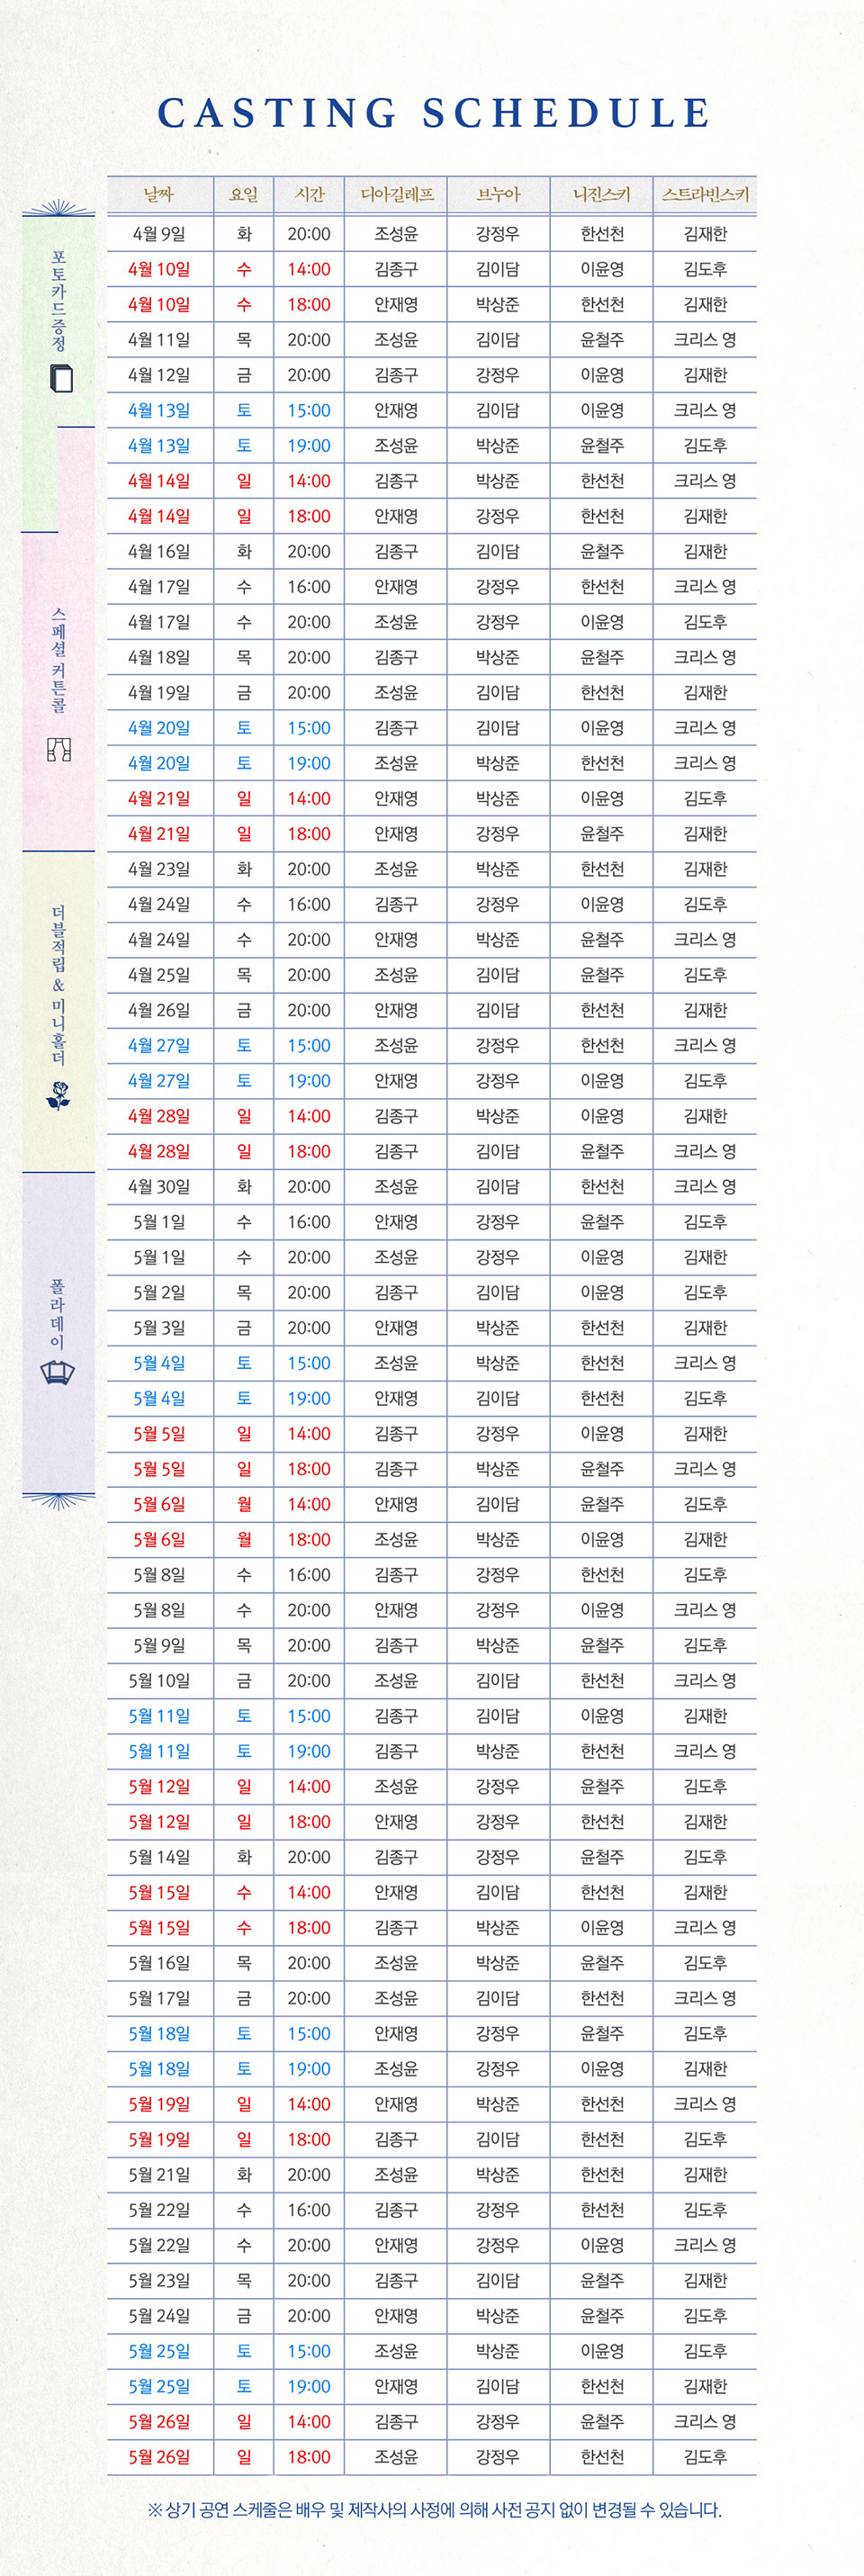 CASTING SCHEDULE
날짜 요일 시간 디아길레프 브누아 니진스키 스트라빈스키
포토카드증정
스페셜 커튼콜
더블적립 & 미니홀더
폴라데이
4월 9일 화 20:00 조성윤 강정우 한선천 김재한
4월 10일 수 14:00 김종구 김이담 이윤영 김도후
4월 10일 수 18:00 안재영 박상준 한선천 김재한
4월 11일 목 20:00 조성윤 김이담 윤철주 크리스 영
4월 12일 금 20:00 김종구 강정우 이윤영 김재한
4월 13일 토 15:00 안재영 김이담 이윤영 크리스 영
4월 13일 토 19:00 조성윤 박상준 윤철주 김도후
4월 14일 일 14:00 김종구 박상준 한선천 크리스 영
4월 14일 일 18:00 안재영 강정우 한선천 김재한
4월 16일 화 20:00 김종구 김이담 윤철주 김재한
4월 17일 수 16:00 안재영 강정우 한선천 크리스 영
4월 17일 수 20:00 조성윤 강정우 이윤영 김도후
4월 18일 목 20:00 김종구 박상준 윤철주 크리스 영
4월 19일 금 20:00 조성윤 김이담 한선천 김재한
4월 20일 토 15:00 김종구 김이담 이윤영 크리스 영
4월 20일 토 19:00 조성윤 박상준 한선천 크리스 영
4월 21일 일 14:00 안재영 박상준 이윤영 김도후
4월 21일 일 18:00 안재영 강정우 윤철주 김재한
4월 23일 화 20:00 조성윤 박상준 한선천 김재한
4월 24일 수 16:00 김종구 강정우 이윤영 김도후
4월 24일 수 20:00 안재영 박상준 윤철주 크리스 영
4월 25일 목 20:00 조성윤 김이담 윤철주 김도후
4월 26일 금 20:00 안재영 김이담 한선천 김재한
4월 27일 토 15:00 조성윤 강정우 한선천 크리스 영
4월 27일 토 19:00 안재영 강정우 이윤영 김도후
4월 28일 일 14:00 김종구 박상준 이윤영 김재한
4월 28일 일 18:00 김종구 김이담 윤철주 크리스 영
4월 30일 화 20:00 조성윤 김이담 한선천 크리스 영
5월 1일 수 16:00 안재영 강정우 윤철주 김도후
5월 1일 수 20:00 조성윤 강정우 이윤영 김재한
5월 2일 목 20:00 김종구 김이담 이윤영 김도후
5월 3일 금 20:00 안재영 박상준 한선천 김재한
5월 4일 토 15:00 조성윤 박상준 한선천 크리스 영
5월 4일 토 19:00 안재영 김이담 한선천 김도후
5월 5일 일 14:00 김종구 강정우 이윤영 김재한
5월 5일 일 18:00 김종구 박상준 윤철주 크리스 영
5월 6일 월 14:00 안재영 김이담 윤철주 김도후
5월 6일 월 18:00 조성윤 박상준 이윤영 김재한
5월 8일 수 16:00 김종구 강정우 한선천 김도후
5월 8일 수 20:00 안재영 강정우 이윤영 크리스 영
5월 9일 목 20:00 김종구 박상준 윤철주 김도후
5월 10일 금 20:00 조성윤 김이담 한선천 크리스 영
5월 11일 토 15:00 김종구 김이담 이윤영 김재한
5월 11일 토 19:00 김종구 박상준 한선천 크리스 영
5월 12일 일 14:00 조성윤 강정우 윤철주 김도후
5월 12일 일 18:00 안재영 강정우 한선천 김재한
5월 14일 화 20:00 김종구 강정우 윤철주 김도후
5월 15일 수 14:00 안재영 김이담 한선천 김재한
5월 15일 수 18:00 김종구 박상준 이윤영 크리스 영
5월 16일 목 20:00 조성윤 박상준 윤철주 김도후
5월 17일 금 20:00 조성윤 김이담 한선천 크리스 영
5월 18일 토 15:00 안재영 강정우 윤철주 김도후
5월 18일 토 19:00 조성윤 강정우 이윤영 김재한
5월 19일 일 14:00 안재영 박상준 한선천 크리스 영
5월 19일 일 18:00 김종구 김이담 한선천 김도후
5월 21일 화 20:00 조성윤 박상준 한선천 김재한
5월 22일 수 16:00 김종구 강정우 한선천 김도후
5월 22일 수 20:00 안재영 강정우 이윤영 크리스 영
5월 23일 목 20:00 김종구 김이담 윤철주 김재한
5월 24일 금 20:00 안재영 박상준 윤철주 김도후
5월 25일 토 15:00 조성윤 박상준 이윤영 김도후
5월 25일 토 19:00 안재영 김이담 한선천 김재한
5월 26일 일 14:00 김종구 강정우 윤철주 크리스 영
5월 26일 일 18:00 조성윤 강정우 한선천 김도후
※ 상기 공연 스케줄은 배우 및 제작사의 사정에 의해 사전 공지 없이 변경될 수 있습니다.